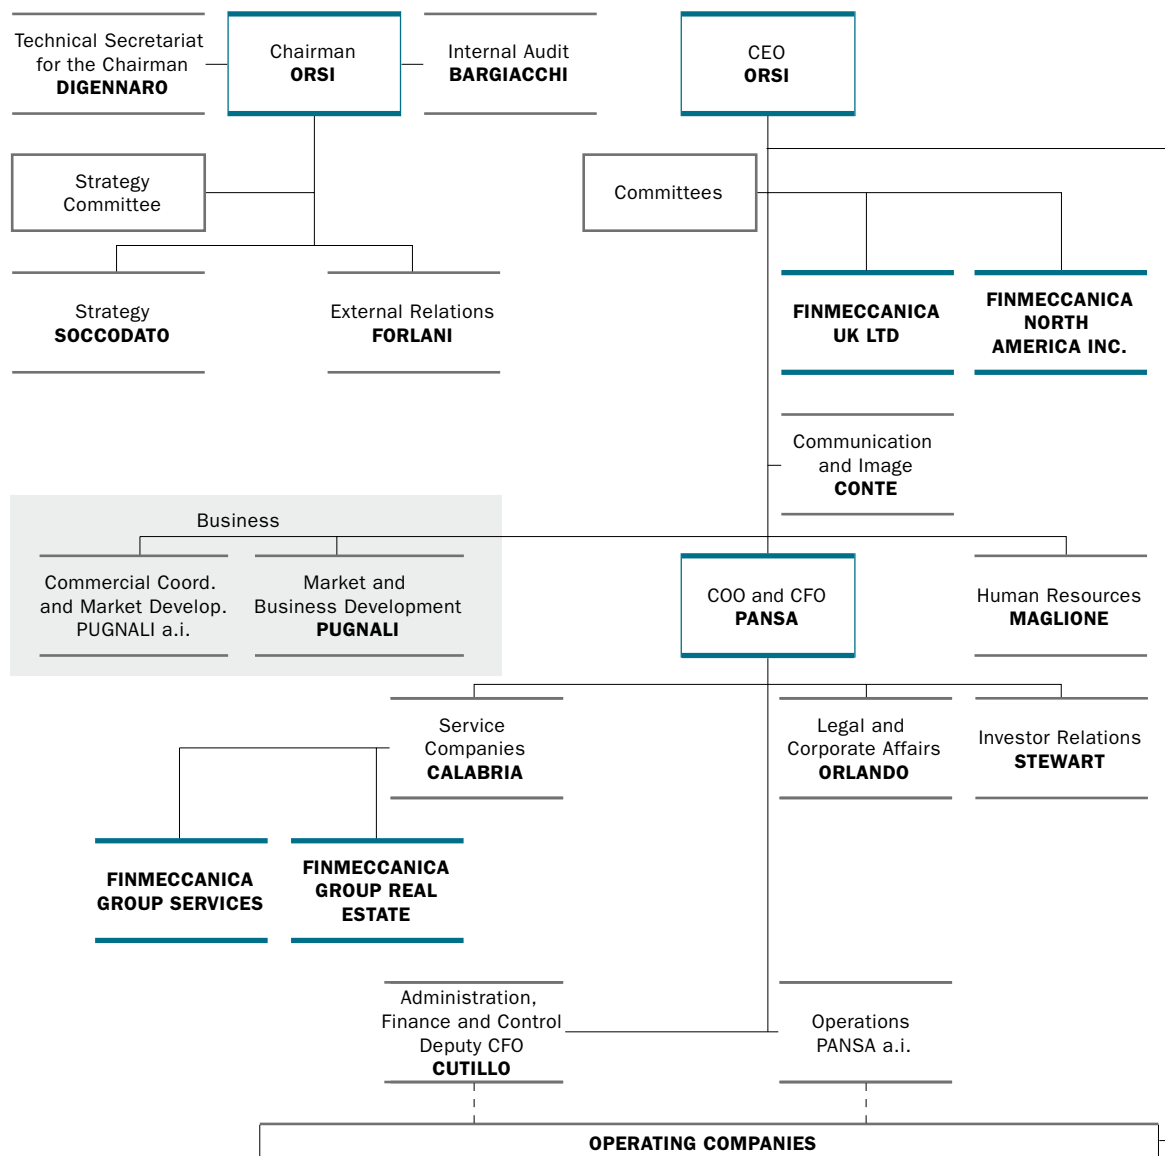 Technical Secretariat
for the Chairman
DIGENNARO
Chairman
ORSI
Internal Audit
BARGIACCHI
CEO
ORSI
Strategy
Committee
Committees
Strategy
SOCCODATO
External Relations
FORLANI
FINMECCANICA
UK LTD
FINMECCANICA
NORTH
AMERICA INC.
Communication
and Image
CONTE
Business
Commercial Coord.
and Market Develop.
PUGNALI a.i.
Market and
Business Development
PUGNALI
COO and CFO
PANSA
Human Resources
MAGLIONE
Service
Companies
CALABRIA
Legal and
Corporate Affairs
ORLANDO
Investor Relations
STEWART
FINMECCANICA
GROUP SERVICES
FINMECCANICA
GROUP REAL
ESTATE
Administration,
Finance and Control
Deputy CFO
CUTILLO
Operations
PANSA a.i.
OPERATING COMPANIES